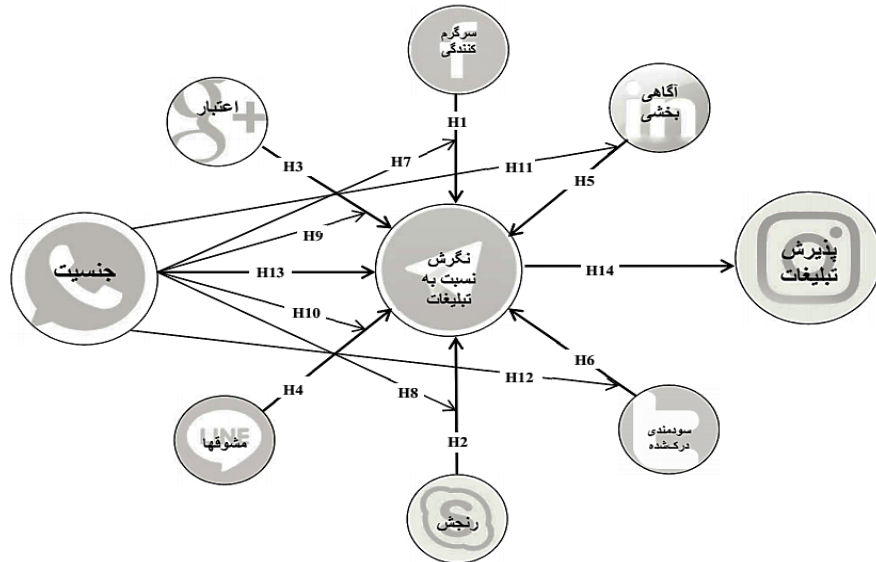 سرگرم
کنندگی
اعتبار
آگاهی
بخشی
H1
H7
H3
H11
H5
H9
جنسیت
نگرش
نسبت به
تبلیغات
پذیرش
تبلیغات
H13
H14
H10
H6
H12
H4
H8
LINE
مشوقها
سودمندی
درکشده
H2
رنجش